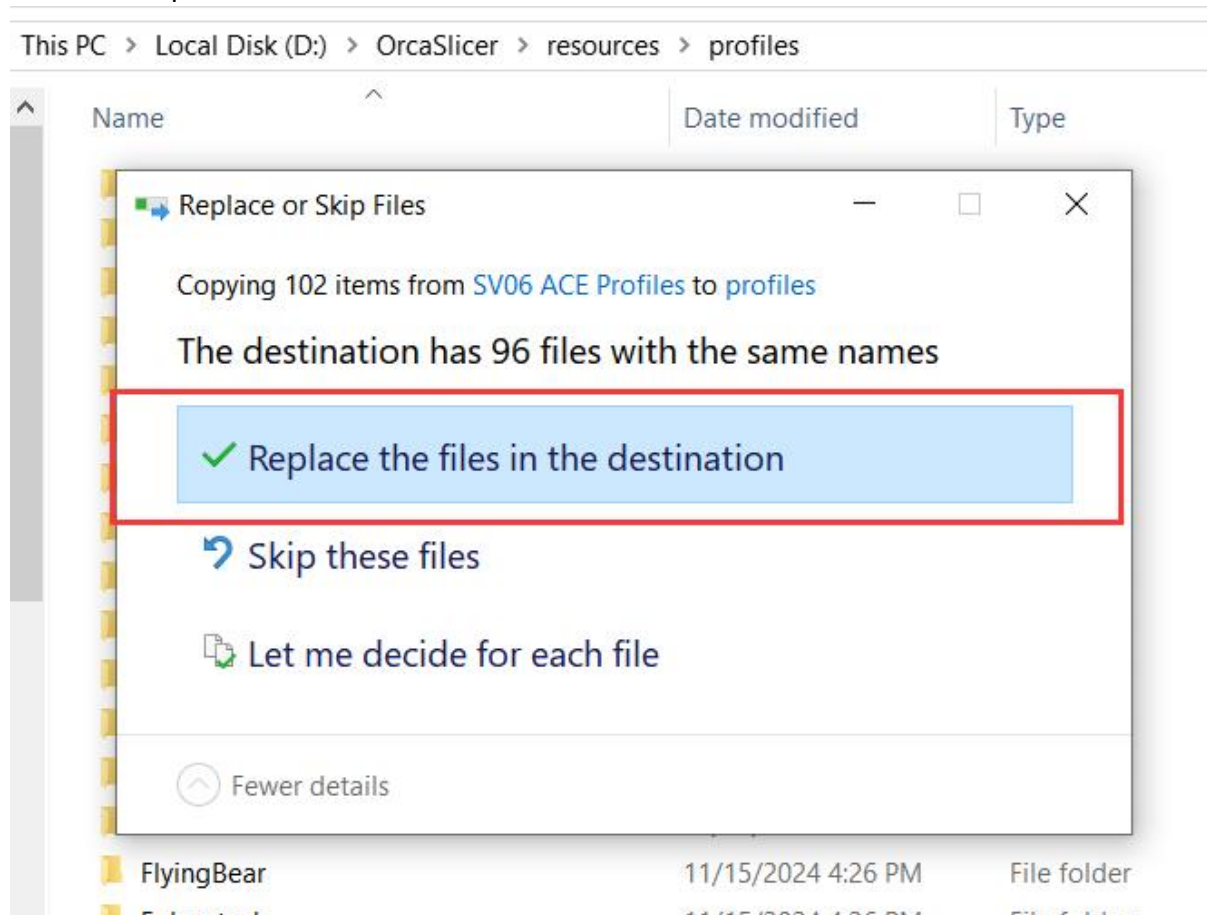 This PC > Local Disk (D:) > OrcaSlicer > resources > profiles
Name Date modified Type
Replace or Skip Files
Copying 102 items from SV06 ACE Profiles to profiles
The destination has 96 files with the same names
Replace the files in the destination
Skip these files
Let me decide for each file
Fewer details
FlyingBear 11/15/2024 4:26 PM File folder